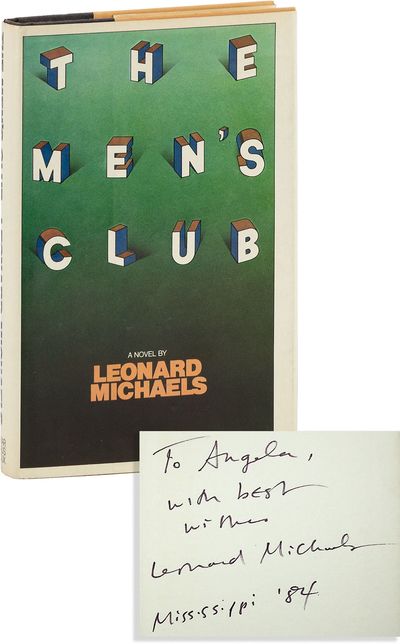 THE
MEN'S
CLUB
A NOVEL BY
LEONARD
MICHAELS
To Angela,
with best
wishes
Leonard Michaels
Mississippi '84